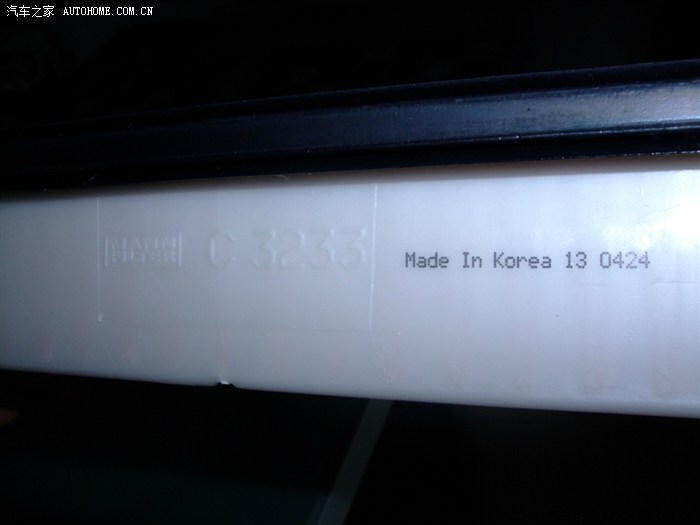 汽车之家 AUTOHOME.COM.CN
MANN
FILTER
C 3233
Made In Korea 13 0424